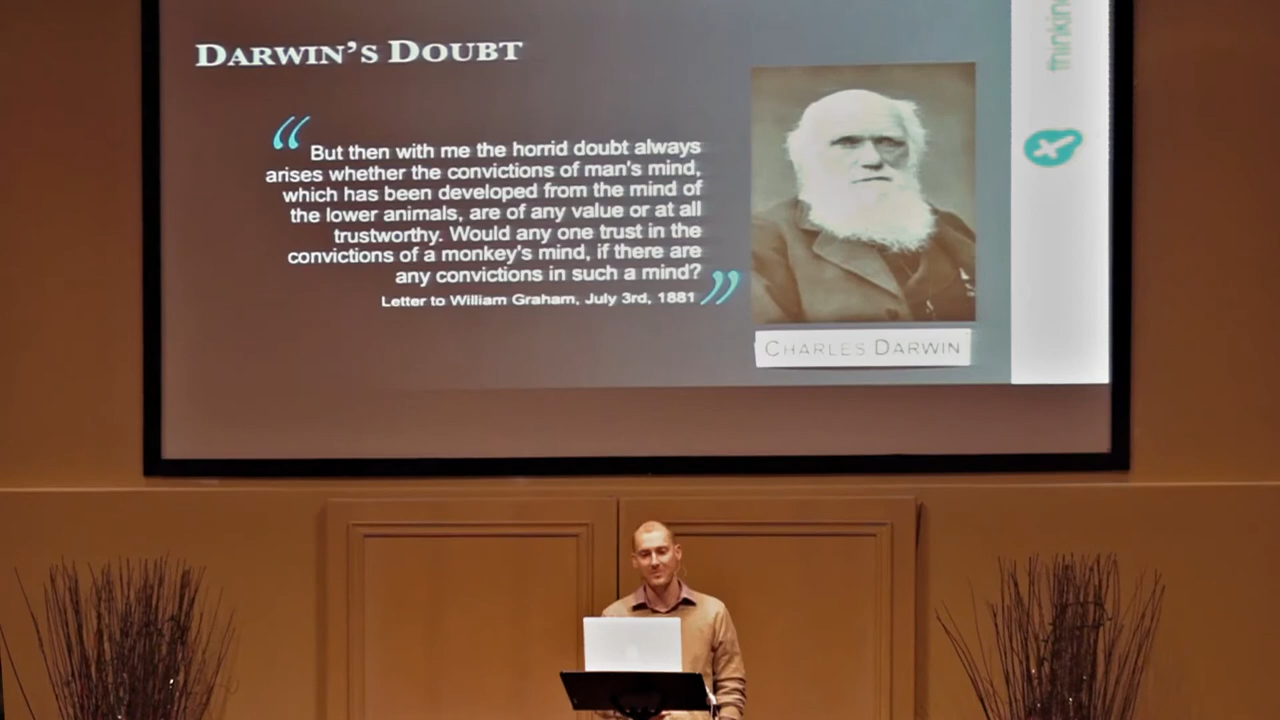 DARWIN'S DOUBT
“ But then with me the horrid doubt always
arises whether the convictions of man's mind,
which has been developed from the mind of
the lower animals, are of any value or at all
trustworthy. Would any one trust in the
convictions of a monkey's mind, if there are
any convictions in such a mind? ”
Letter to William Graham, July 3rd, 1881
CHARLES DARWIN